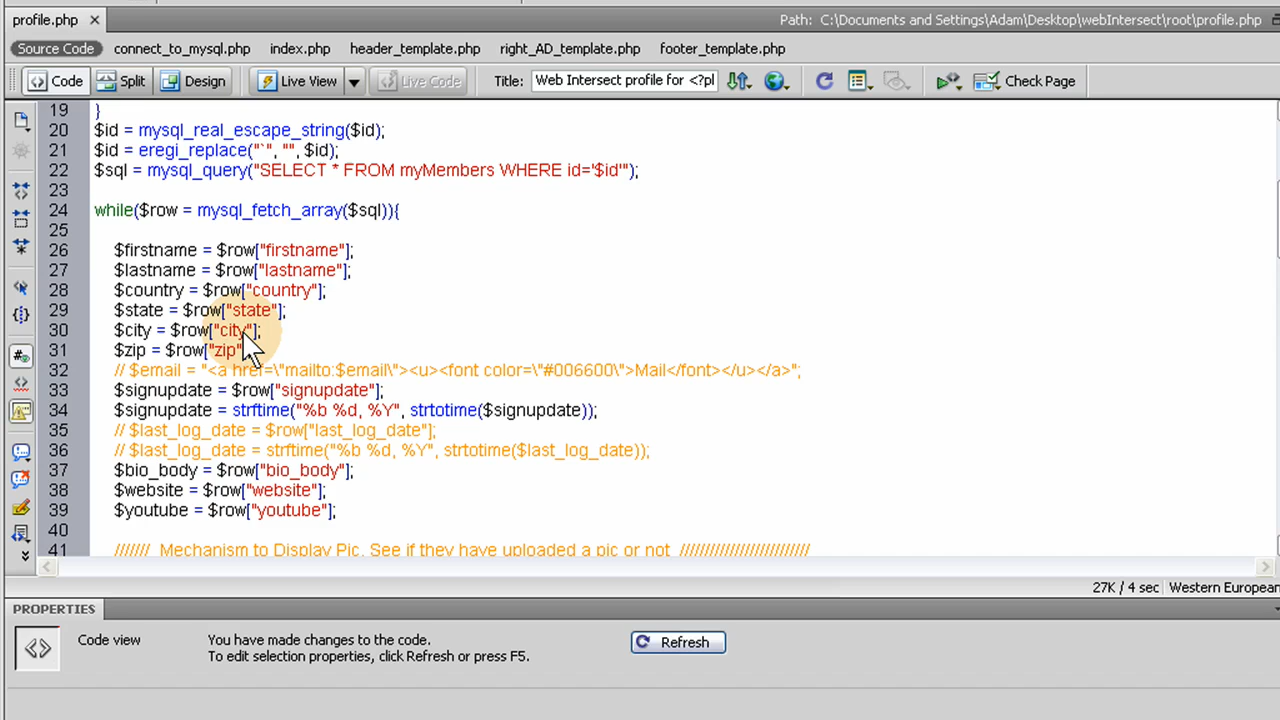 profile.php ×
Path: C:\Documents and Settings\Adam\Desktop\webIntersect\root\profile.php
Source Code connect_to_mysql.php index.php header_template.php right_AD_template.php footer_template.php
Code Split Design Live View Live Code Title: Web Intersect profile for <?pl Check Page
19 }
20 $id = mysql_real_escape_string($id);
21 $id = eregi_replace("`", "", $id);
22 $sql = mysql_query("SELECT * FROM myMembers WHERE id='$id'");
23
24 while($row = mysql_fetch_array($sql)){
25
26 $firstname = $row["firstname"];
27 $lastname = $row["lastname"];
28 $country = $row["country"];
29 $state = $row["state"];
30 $city = $row["city"];
31 $zip = $row["zip"
32 // $email = "<a href=\"mailto:$email\"><u><font color=\"#006600\">Mail</font></u></a>";
33 $signupdate = $row["signupdate"];
34 $signupdate = strftime("%b %d, %Y", strtotime($signupdate));
35 // $last_log_date = $row["last_log_date"];
36 // $last_log_date = strftime("%b %d, %Y", strtotime($last_log_date));
37 $bio_body = $row["bio_body"];
38 $website = $row["website"];
39 $youtube = $row["youtube"];
40
41 /////// Mechanism to Display Pic. See if they have uploaded a pic or not //////////////////////////
27K / 4 sec Western European
PROPERTIES
Code view
You have made changes to the code.
To edit selection properties, click Refresh or press F5.
Refresh